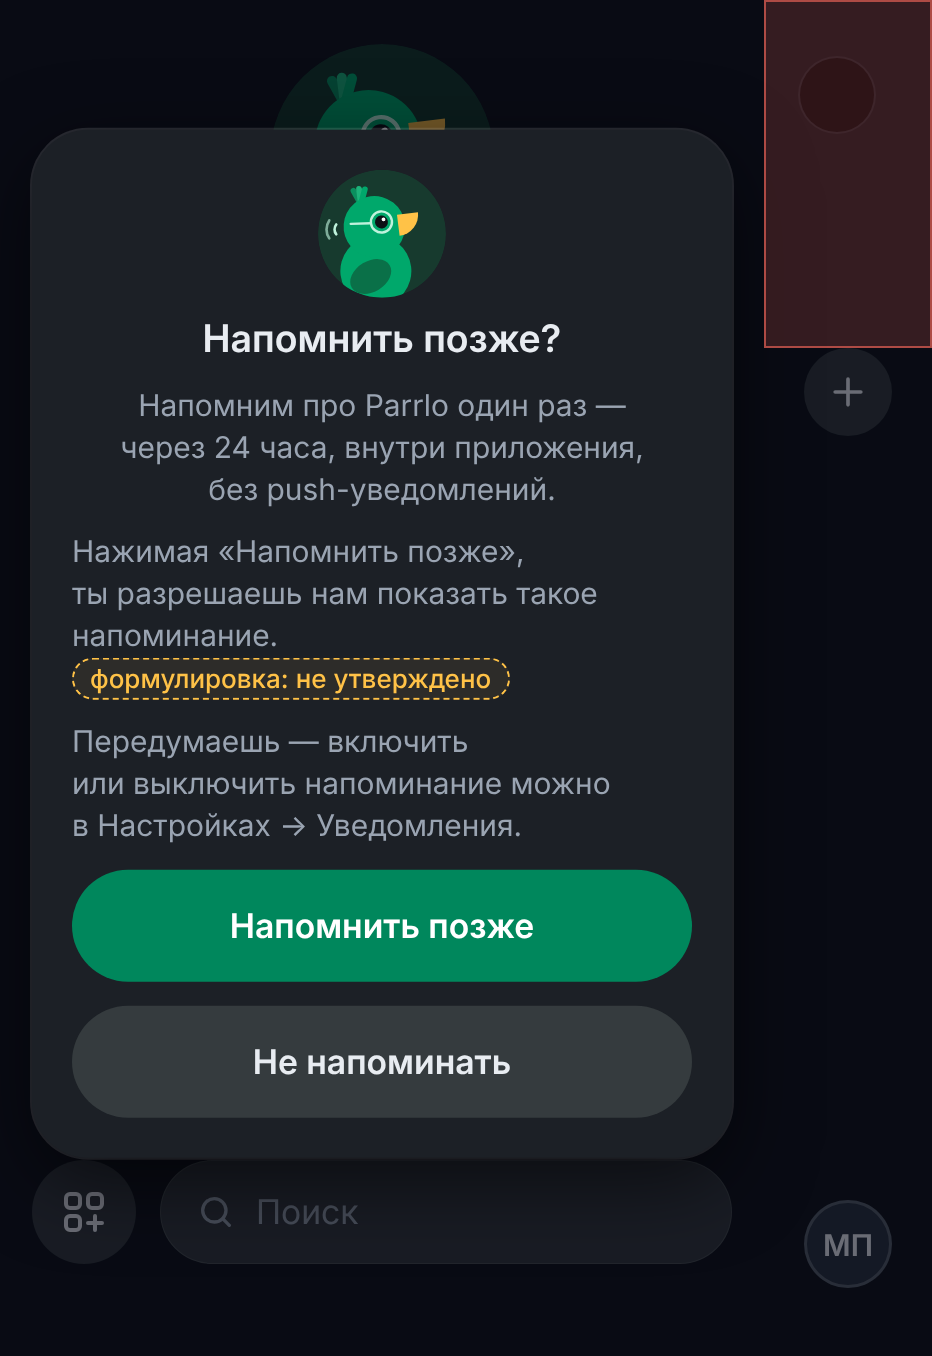 Напомнить позже?
Напомним про Parrlo один раз —
через 24 часа, внутри приложения,
без push-уведомлений.
Нажимая «Напомнить позже»,
ты разрешаешь нам показать такое
напоминание.
формулировка: не утверждено
Передумаешь — включить
или выключить напоминание можно
в Настройках → Уведомления.
Напомнить позже
Не напоминать
Поиск
МП